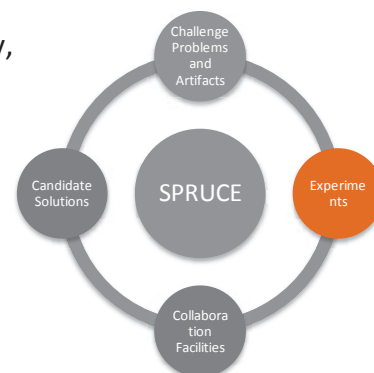 y,
Challenge
Problems
and
Artifacts
Candidate
Solutions
SPRUCE
Experime
nts
Collabora
tion
Facilities